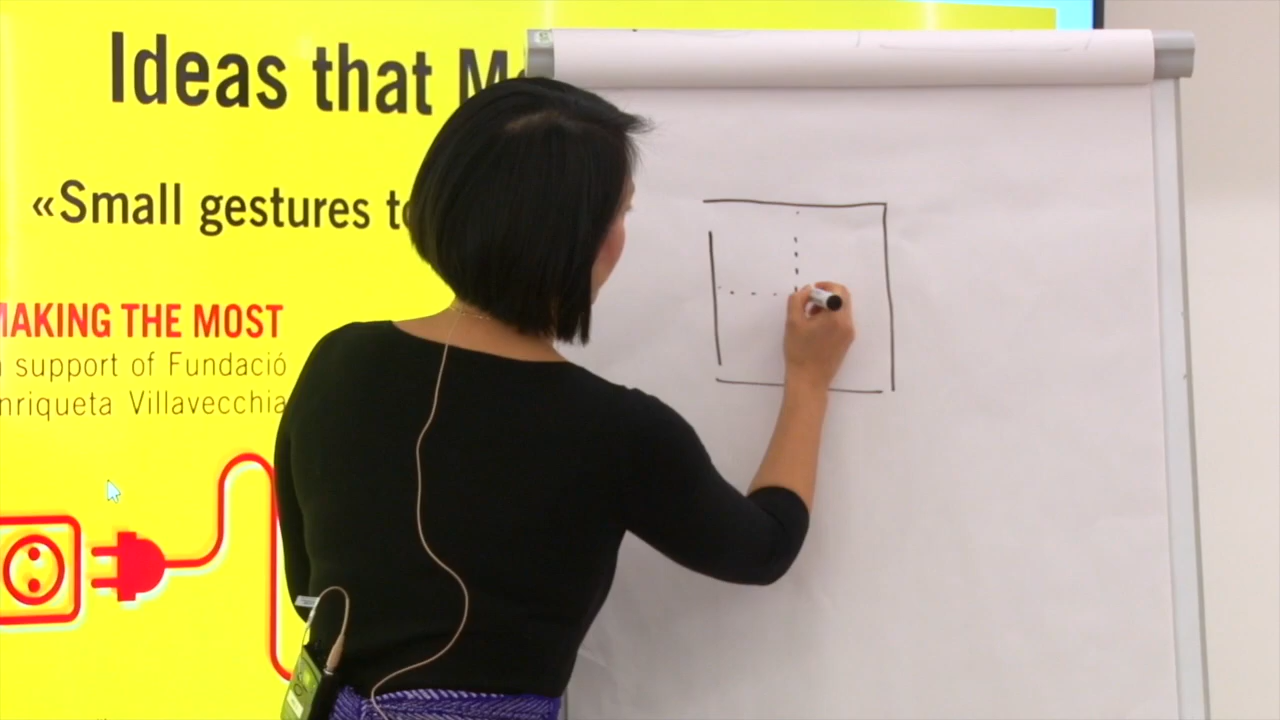 Ideas that M
«Small gestures to
MAKING THE MOST
support of Fundació
nriqueta Villavecchia